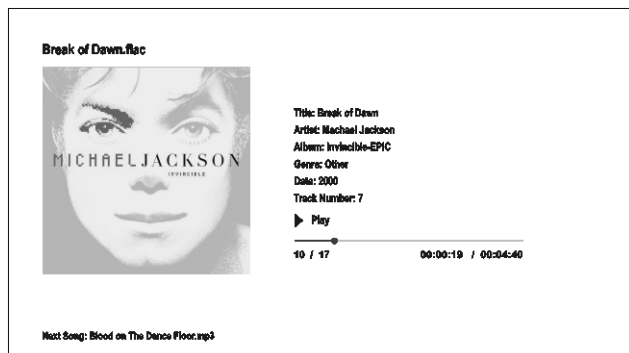 Break of Dawn.flac
MICHAEL JACKSON
INVINCIBLE
Title: Break of Dawn
Artist: Machael Jackson
Album: Invincible-EPIC
Genre: Other
Date: 2000
Track Number: 7
Play
10 / 17 00:00:19 / 00:04:40
Next Song: Blood on The Dance Floor.mp3